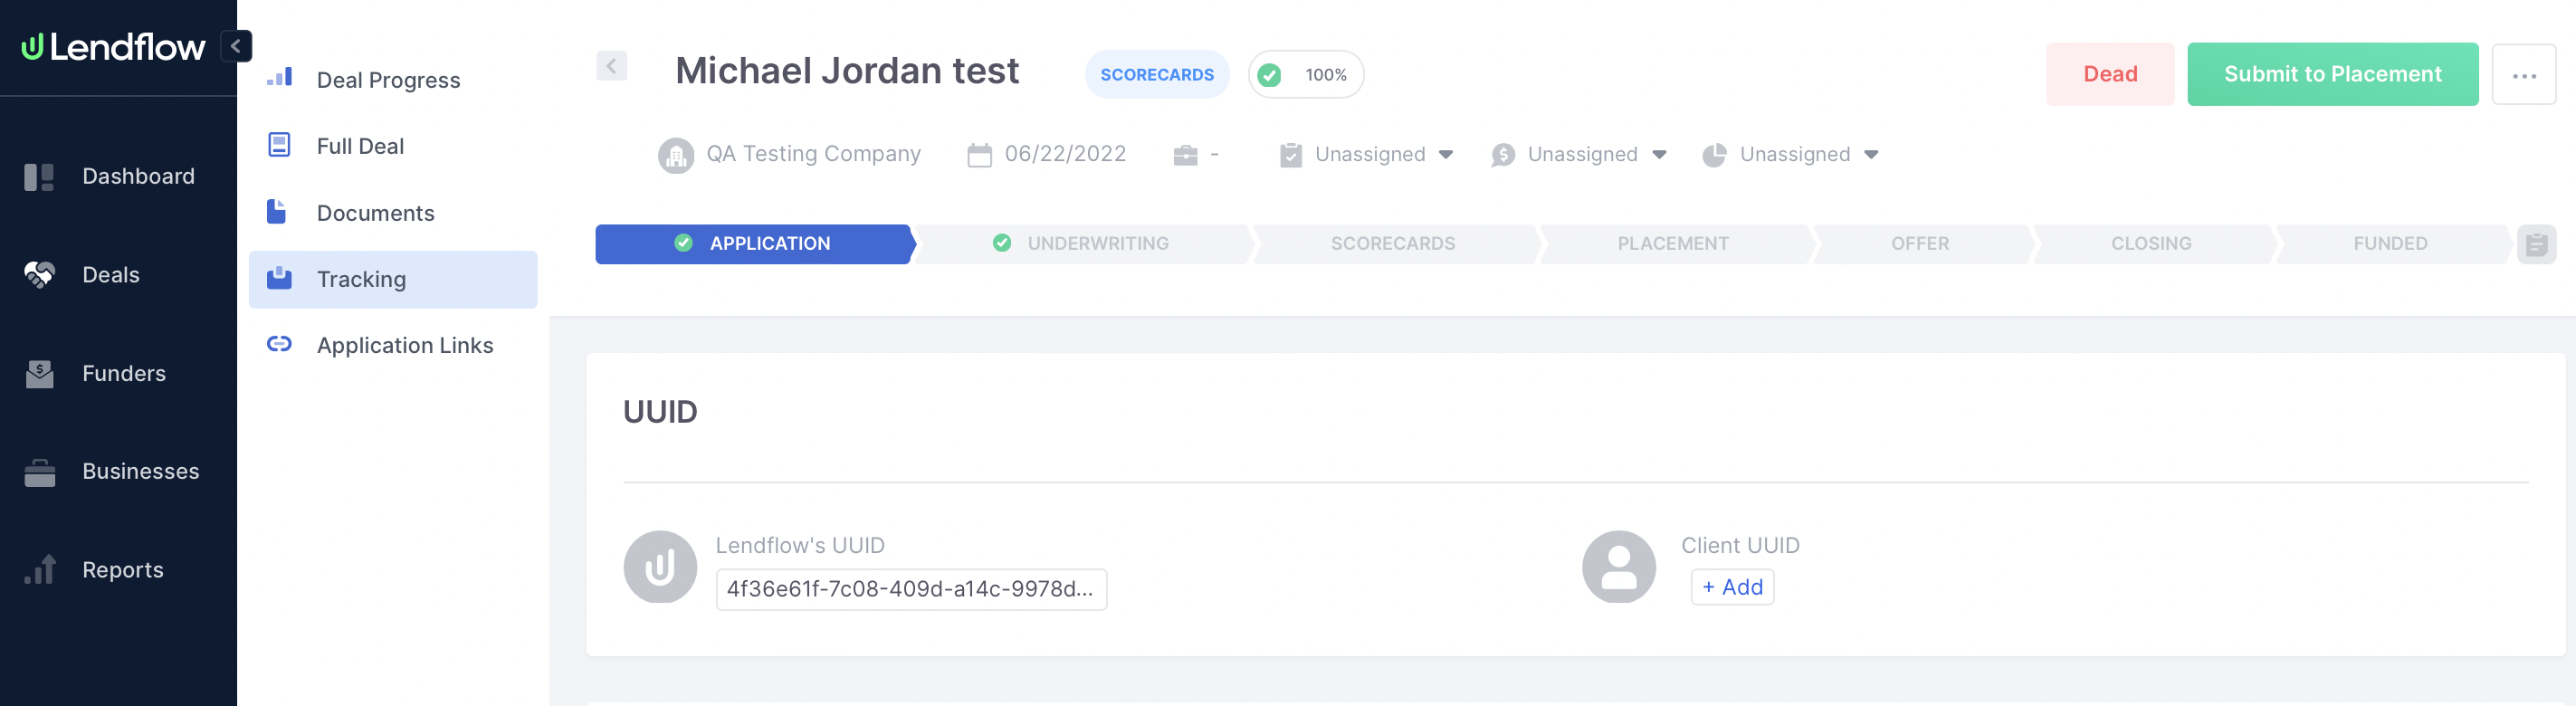 Lendflow
Dashboard
Deals
Funders
Businesses
Reports
Deal Progress
Full Deal
Documents
Tracking
Application Links
Michael Jordan test
SCORECARDS
100%
Dead
Submit to Placement
...
QA Testing Company
06/22/2022
-
Unassigned
Unassigned
Unassigned
APPLICATION
UNDERWRITING
SCORECARDS
PLACEMENT
OFFER
CLOSING
FUNDED
UUID
Lendflow's UUID
4f36e61f-7c08-409d-a14c-9978d...
Client UUID
+ Add